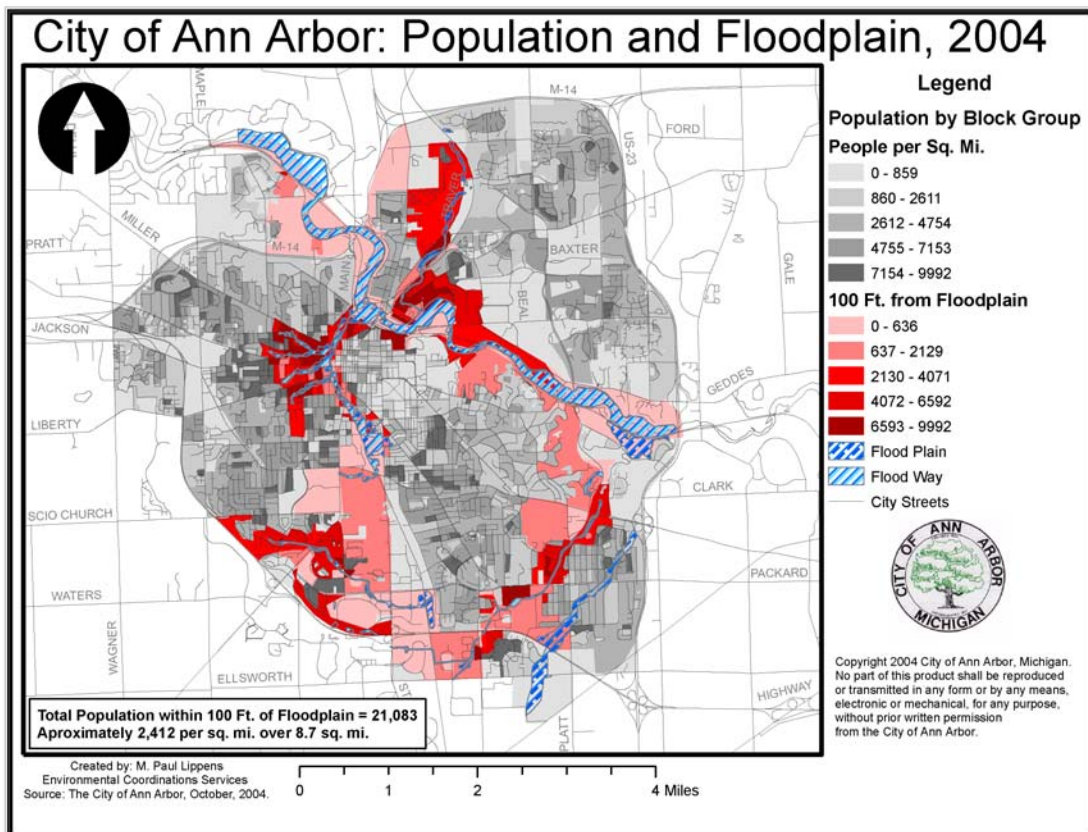 City of Ann Arbor: Population and Floodplain, 2004
M-14
MAPLE
FORD
US-23
MILLER
PRATT
M-14
MAIN
BAXTER
GALE
BEAL
JACKSON
GEDDES
LIBERTY
CLARK
SCIO CHURCH
PACKARD
WATERS
WAGNER
ELLSWORTH
PLATT
HIGHWAY
Total Population within 100 Ft. of Floodplain = 21,083
Aproximately 2,412 per sq. mi. over 8.7 sq. mi.
Legend
Population by Block Group
People per Sq. Mi.
0 - 859
860 - 2611
2612 - 4754
4755 - 7153
7154 - 9992
100 Ft. from Floodplain
0 - 636
637 - 2129
2130 - 4071
4072 - 6592
6593 - 9992
Flood Plain
Flood Way
City Streets
CITY OF ANN ARBOR
MICHIGAN
Copyright 2004 City of Ann Arbor, Michigan.
No part of this product shall be reproduced
or transmitted in any form or by any means,
electronic or mechanical, for any purpose,
without prior written permission
from the City of Ann Arbor.
Created by: M. Paul Lippens
Environmental Coordinations Services
Source: The City of Ann Arbor, October, 2004.
0 1 2 4 Miles